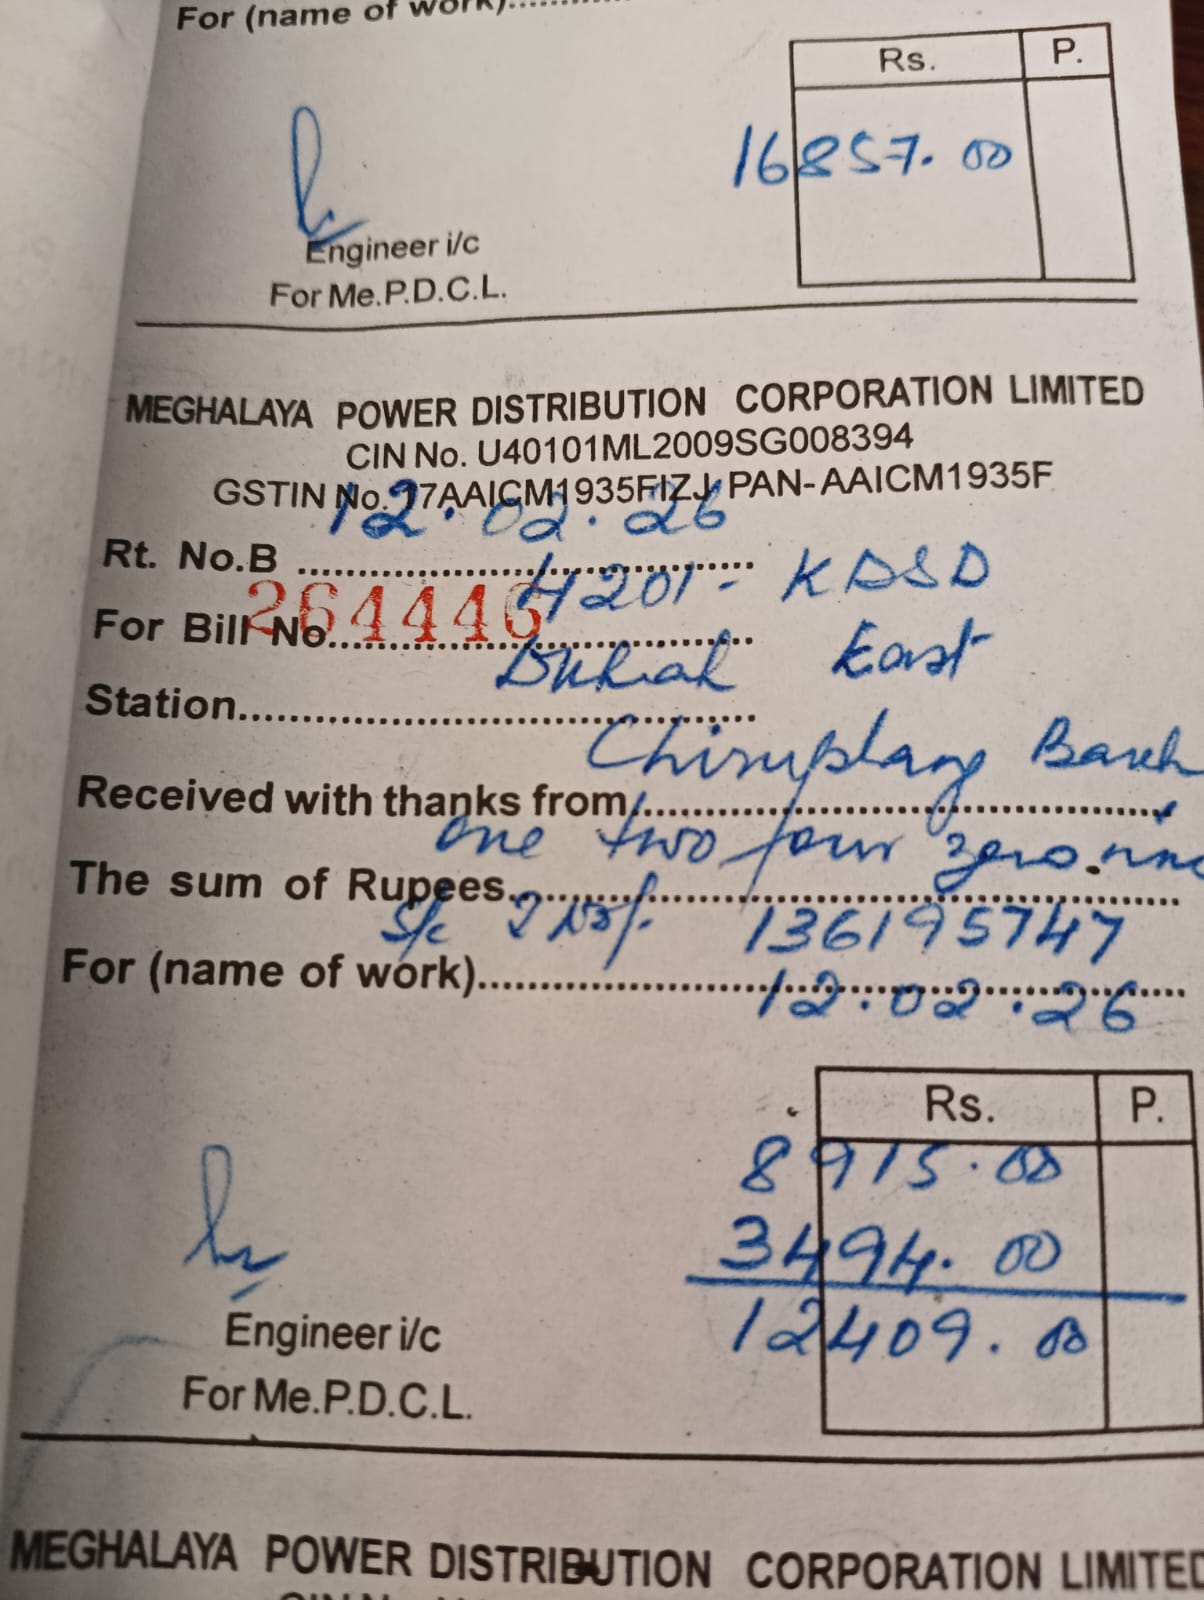 For (name of work)..........
Rs. P.
16857.00
Engineer i/c
For Me.P.D.C.L.
MEGHALAYA POWER DISTRIBUTION CORPORATION LIMITED
CIN No. U40101ML2009SG008394
GSTIN No. 17AAICM1935FIZJ PAN-AAICM1935F
12.02.26
Rt. No.B ..........
264446 4201 - KDSD
For Bill No..........
East
Station..........
Bareh
Received with thanks from..........
one two four zero nine
The sum of Rupees..........
S/c 136195747
For (name of work)..........
12.02.26
Rs. P.
8915.00
3494.00
12409.00
Engineer i/c
For Me.P.D.C.L.
MEGHALAYA POWER DISTRIBUTION CORPORATION LIMITED